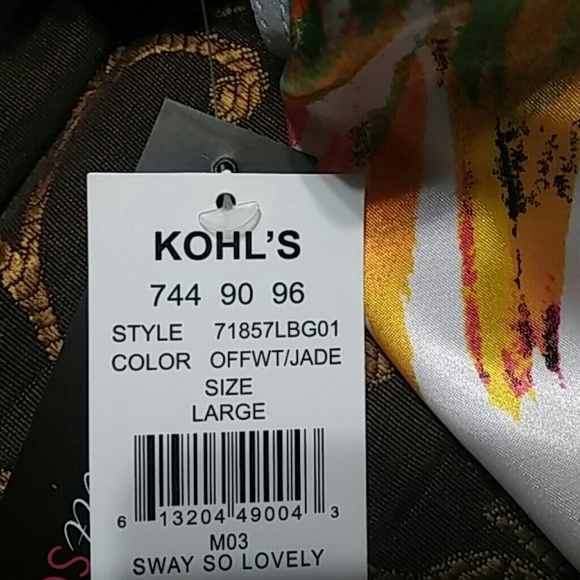 KOHL'S
744 90 96
STYLE 71857LBG01
COLOR OFFWT/JADE
SIZE
LARGE
6 13204 49004 3
M03
SWAY SO LOVELY